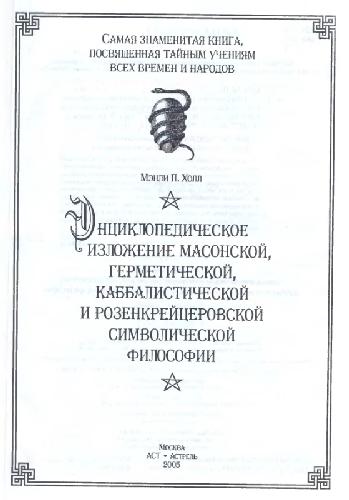 Самая знаменитая книга,
посвященная тайным учениям
всех времен и народов
Мэнли П. Холл
Энциклопедическое
изложение масонской,
герметической,
каббалистической
и розенкрейцеровской
символической
философии
Москва
АСТ • Астрель
2005